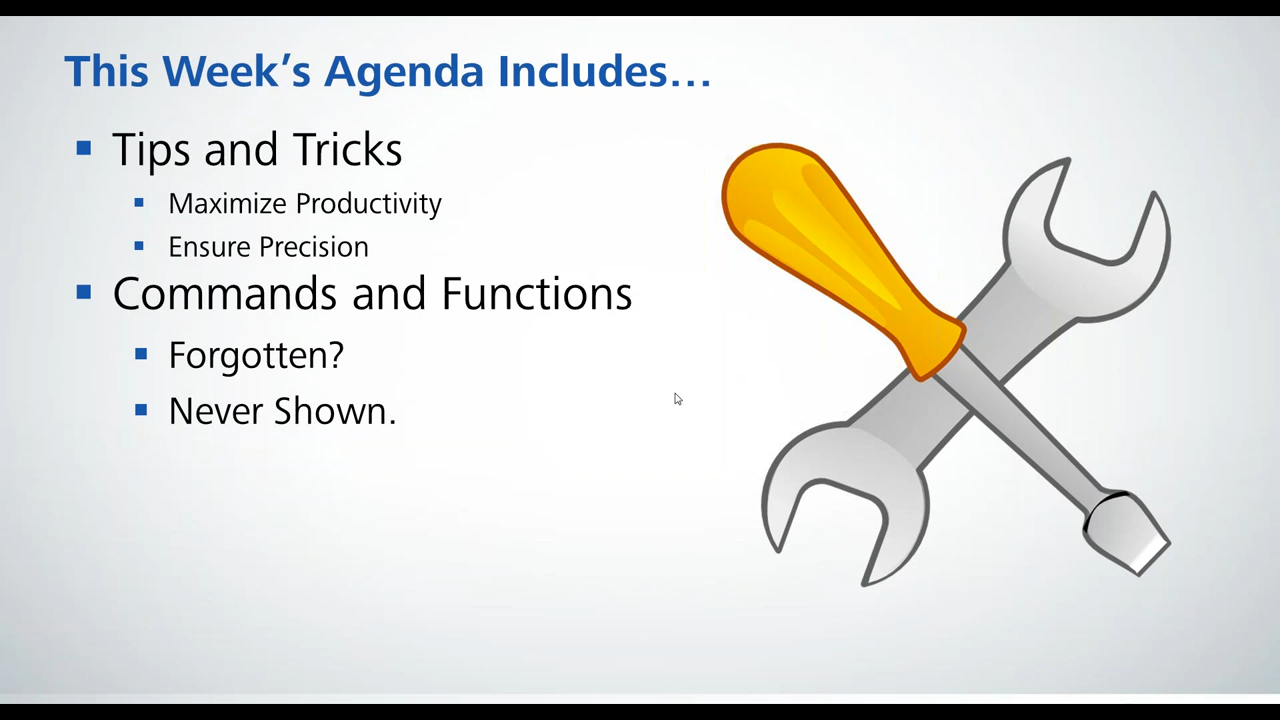 This Week’s Agenda Includes…
Tips and Tricks
Maximize Productivity
Ensure Precision
Commands and Functions
Forgotten?
Never Shown.